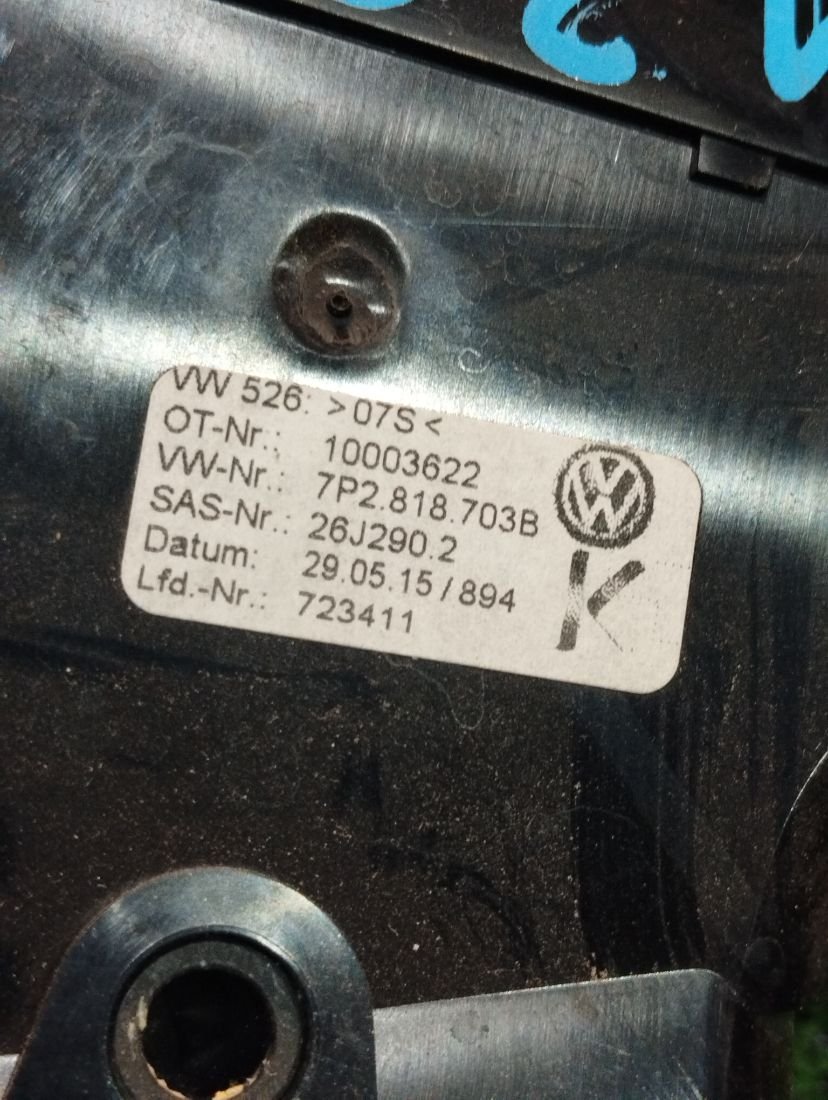 VW 526: >07S<
OT-Nr.: 10003622
VW-Nr.: 7P2.818.703B
SAS-Nr.: 26J290.2
Datum: 29.05.15/894
Lfd.-Nr.: 723411
K